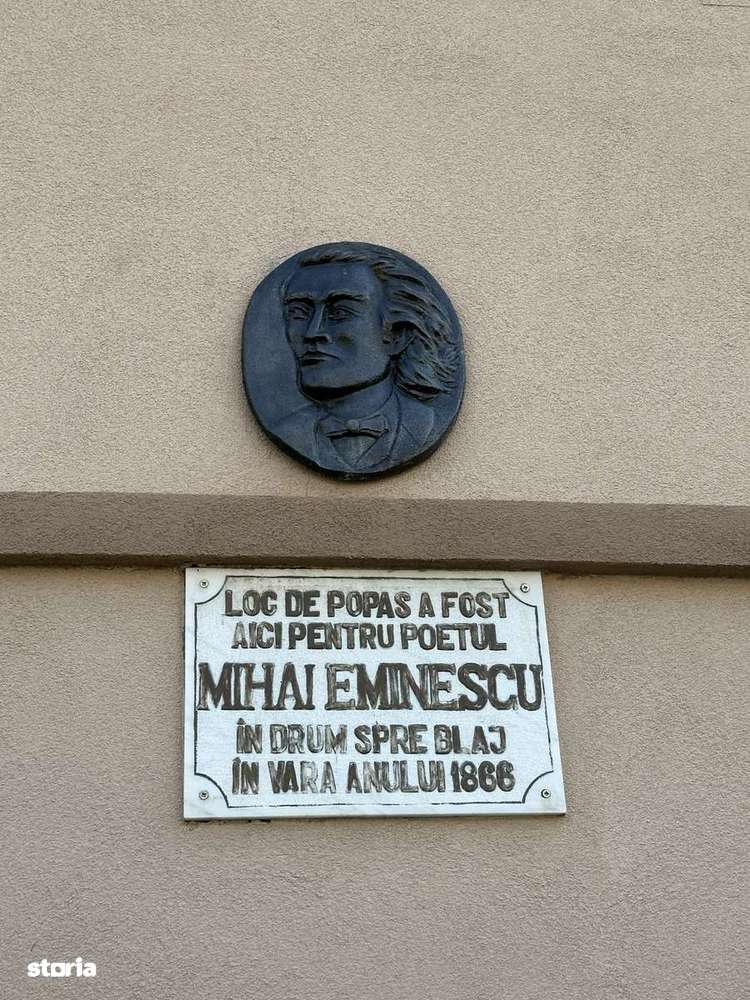 LOC DE POPAS A FOST
AICI PENTRU POETUL
MIHAI EMINESCU
ÎN DRUM SPRE BLAJ
ÎN VARA ANULUI 1866
storia